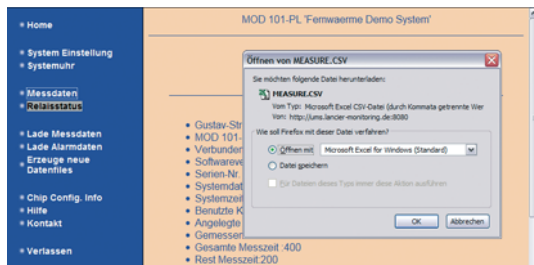 Home
System Einstellung
Systemuhr
Messdaten
Relaisstatus
Lade Messdaten
Lade Alarmdaten
Erzeuge neue
Datenfiles
Chip Config. Info
Hilfe
Kontakt
Verlassen
MOD 101-PL 'Fernwaerme Demo System'
Gustav-Str
MOD 101-
Verbunden
Softwareve
Serien-Nr.
Systemdat
Systemzeit
Benutzte K
Angelegte
Gemessen
Gesamte Messzeit :400
Rest Messzeit:200
Öffnen von MEASURE.CSV
Sie möchten folgende Datei herunterladen:
MEASURE.CSV
Vom Typ: Microsoft Excel CSV-Datei (durch Kommata getrennte Wer
Von: http://ums.lancier-monitoring.de:8080
Wie soll Firefox mit dieser Datei verfahren?
Öffnen mit Microsoft Excel for Windows (Standard)
Datei speichern
Für Dateien dieses Typs immer diese Aktion ausführen
OK Abbrechen